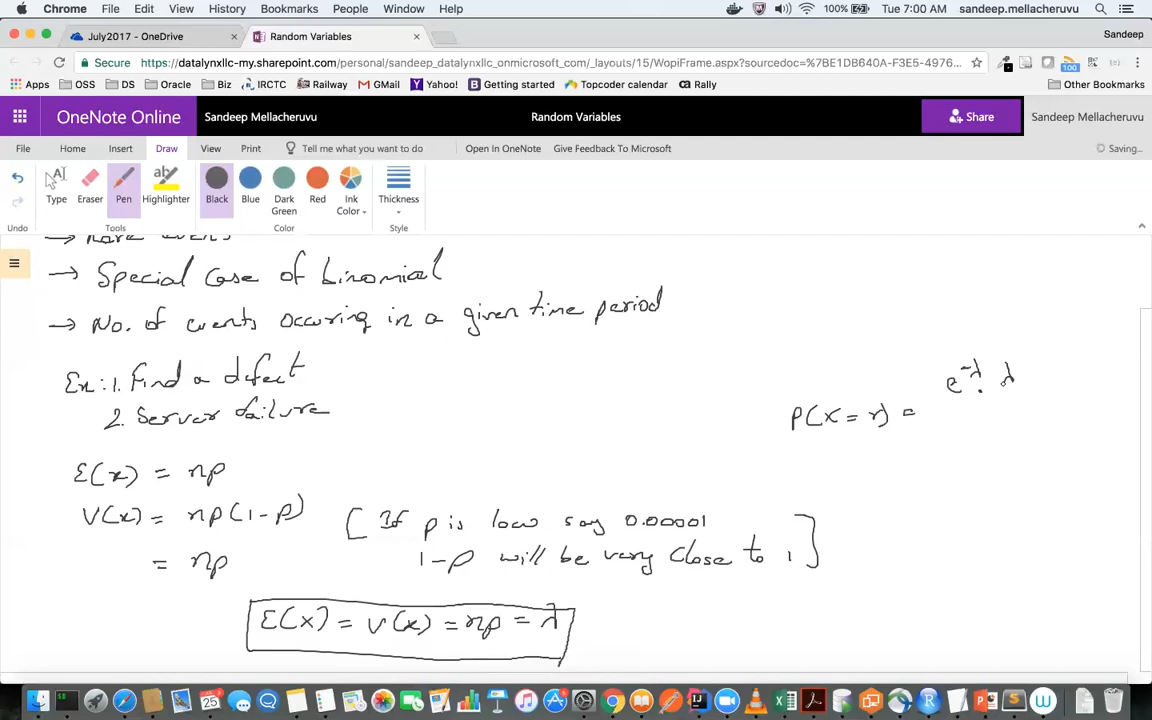 Chrome File Edit View History Bookmarks People Window Help 100% Tue 7:00 AM sandeep.mellacheruvu
July2017 - OneDrive Random Variables Sandeep
Secure https://datalynxllc-my.sharepoint.com/personal/sandeep_datalynxllc_onmicrosoft_com/_layouts/15/WopiFrame.aspx?sourcedoc=%7BE1DB640A-F3E5-4976...
Apps OSS DS Oracle Biz IRCTC Railway GMail Yahoo! Getting started Topcoder calendar Rally Other Bookmarks
OneNote Online Sandeep Mellacheruvu Random Variables Share Sandeep Mellacheruvu
File Home Insert Draw View Print Tell me what you want to do Open In OneNote Give Feedback To Microsoft Saving...
Type Eraser Pen Highlighter Black Blue Dark Green Red Ink Color Thickness
Undo Tools Color Style
→ Rare events
→ Special Case of binomial
→ No. of events occuring in a given time period
Ex: 1. Find a defect
2. Server failure
P(X = r) = e^-λ . λ
E(x) = np
V(x) = np(1-p) [ If p is low say 0.00001
1-p will be very close to 1 ]
= np
E(x) = V(x) = np = λ